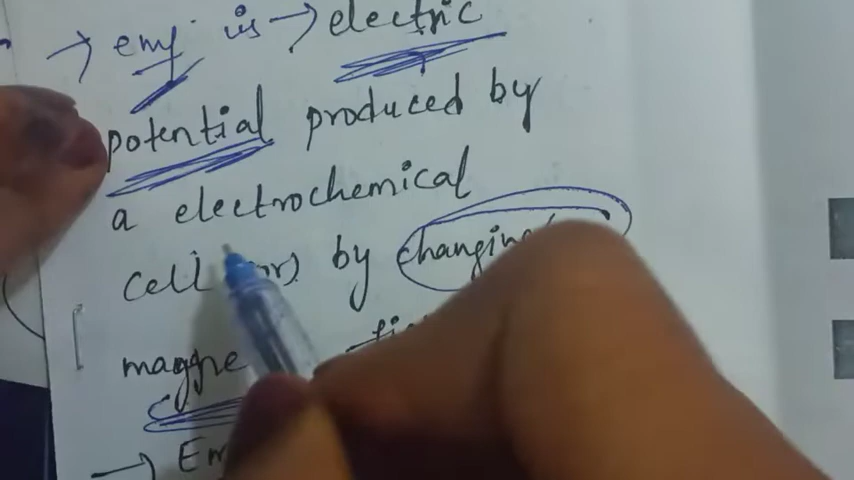 → emf is → electric
potential produced by
a electrochemical
cell (or) by changing
magne
→ Em